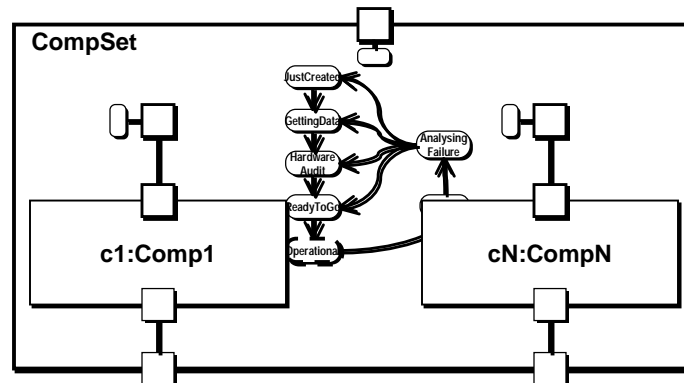 CompSet
JustCreated
GettingData
Hardware
Audit
ReadyToGo
Operational
Analysing
Failure
c1:Comp1
cN:CompN